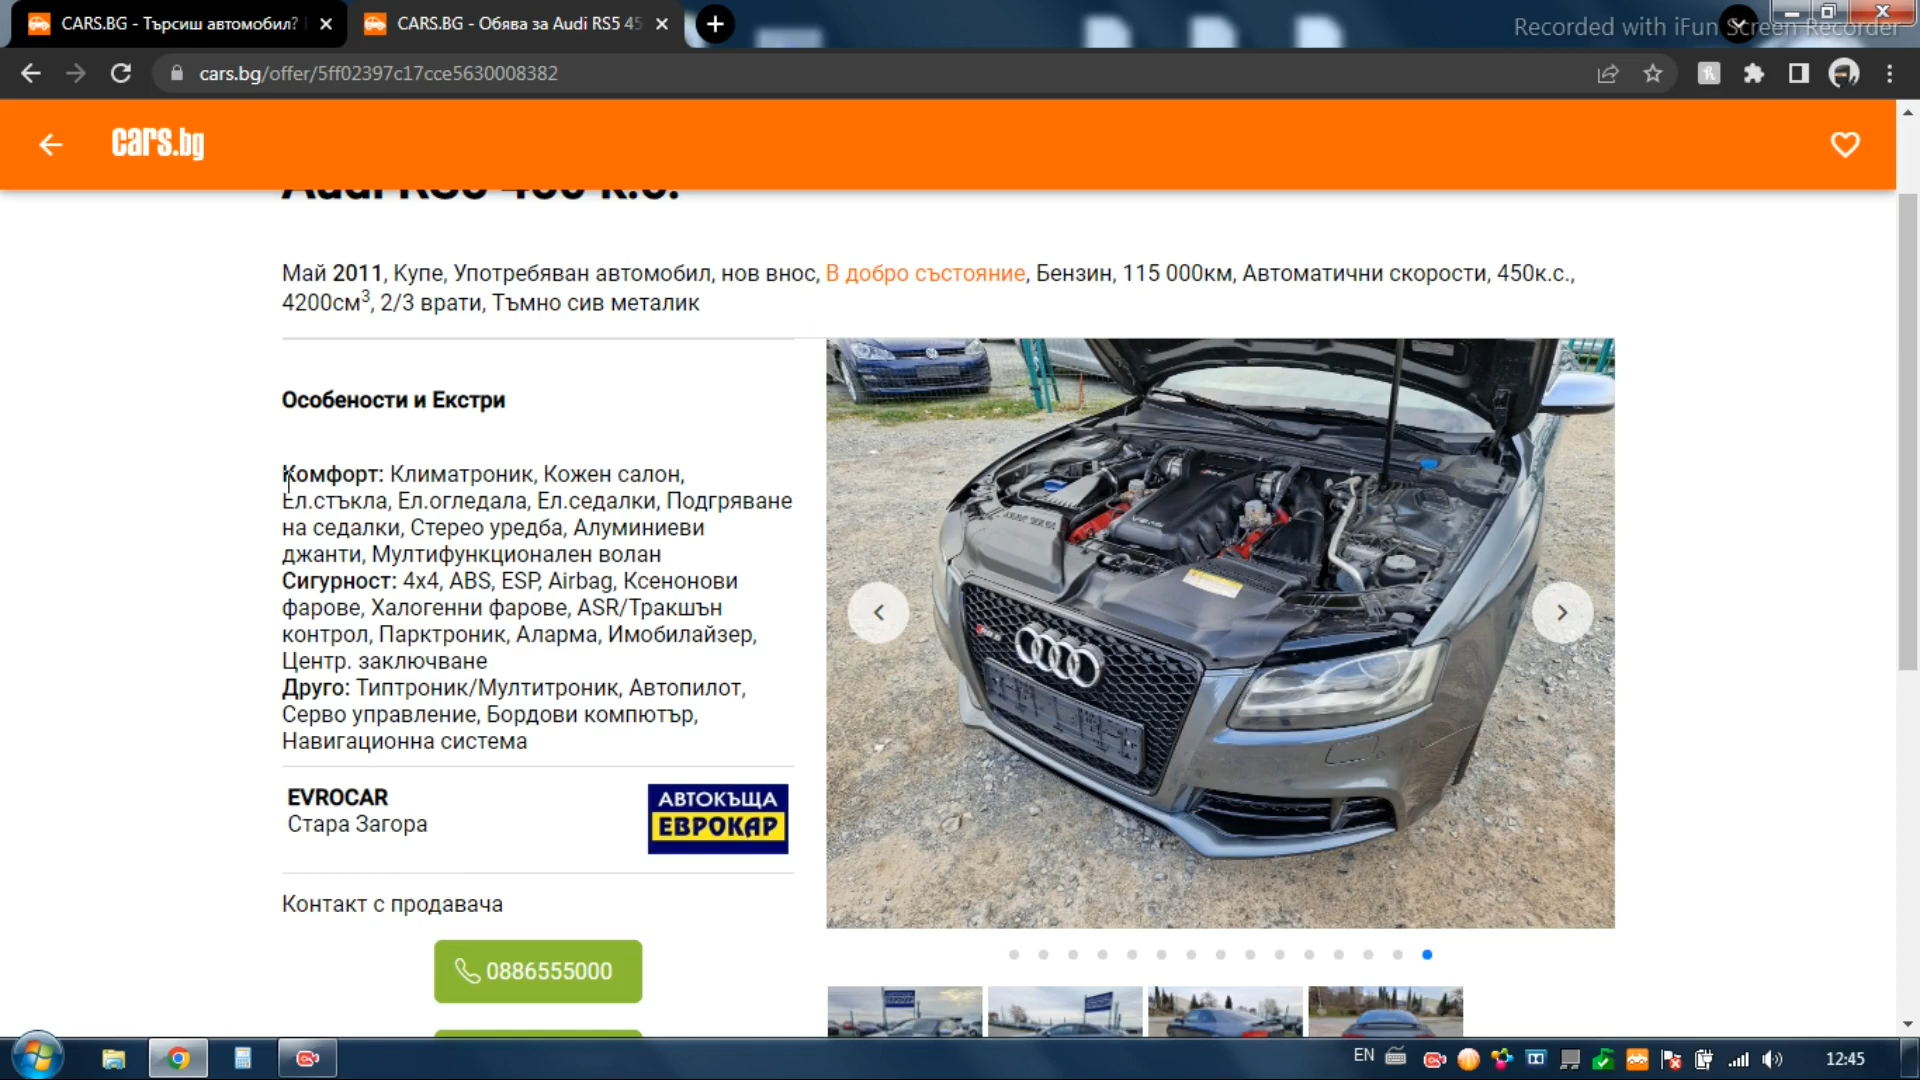 CARS.BG - Търсиш автомобил?
CARS.BG - Обява за Audi RS5 45
Recorded with iFun Screen Recorder
cars.bg/offer/5ff02397c17cce5630008382
cars.bg
Audi RS5 450 к.с.
Май 2011, Купе, Употребяван автомобил, нов внос, В добро състояние, Бензин, 115 000км, Автоматични скорости, 450к.с.,
4200см³, 2/3 врати, Тъмно сив металик
Особености и Екстри
Комфорт: Климатроник, Кожен салон,
Ел.стъкла, Ел.огледала, Ел.седалки, Подгряване
на седалки, Стерео уредба, Алуминиеви
джанти, Мултифункционален волан
Сигурност: 4x4, ABS, ESP, Airbag, Ксенонови
фарове, Халогенни фарове, ASR/Тракшън
контрол, Парктроник, Аларма, Имобилайзер,
Центр. заключване
Друго: Типтроник/Мултитроник, Автопилот,
Серво управление, Бордови компютър,
Навигационна система
EVROCAR
Стара Загора
АВТОКЪЩА
ЕВРОКАР
Контакт с продавача
0886555000
EN
12:45